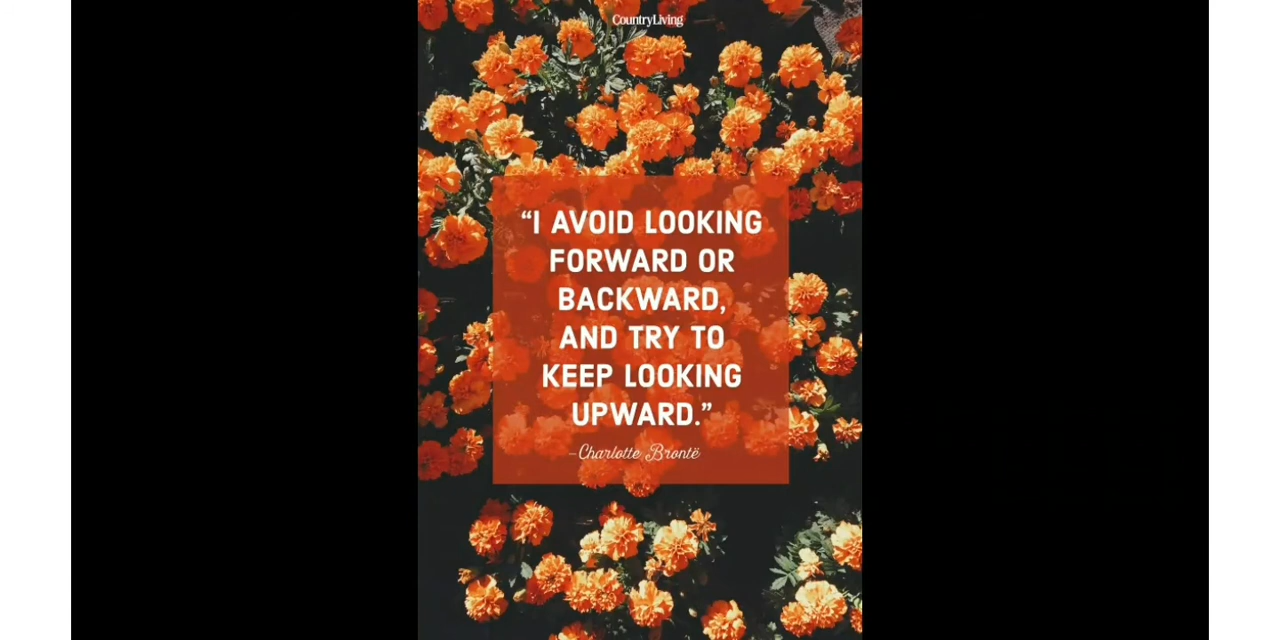 CountryLiving
“I AVOID LOOKING
FORWARD OR
BACKWARD,
AND TRY TO
KEEP LOOKING
UPWARD.”
–Charlotte Brontë